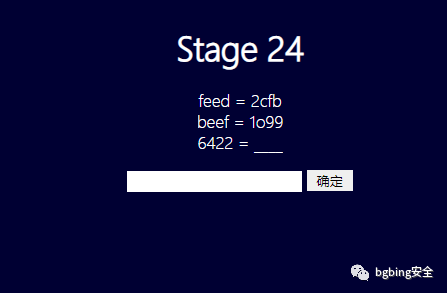 Stage 24
feed = 2cfb
beef = 1o99
6422 = ____
确定
bgbing安全